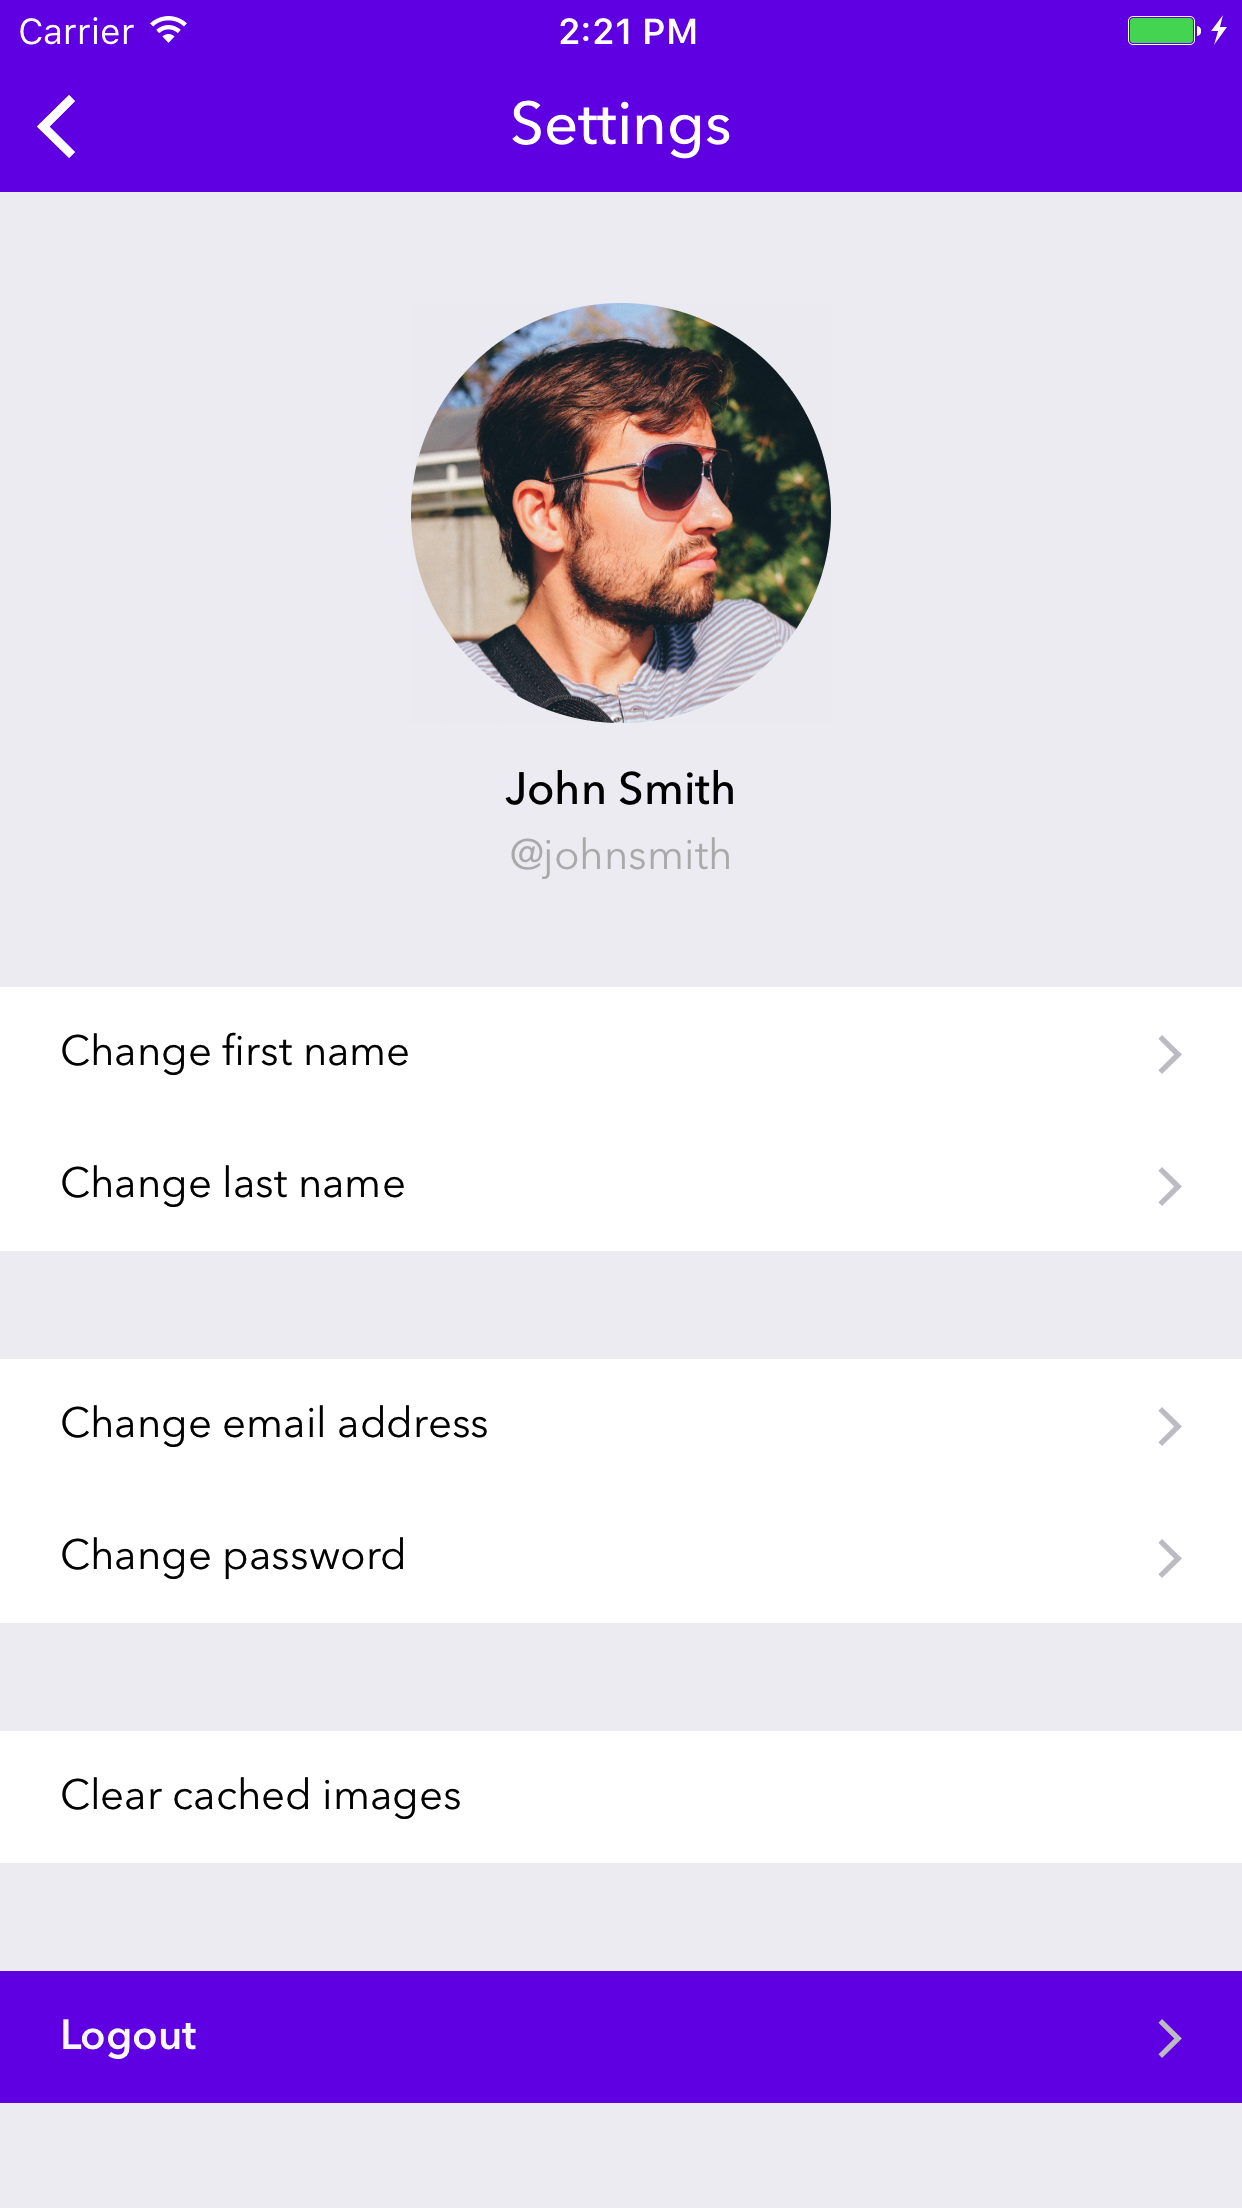 Carrier 2:21 PM
Settings
John Smith
@johnsmith
Change first name
Change last name
Change email address
Change password
Clear cached images
Logout